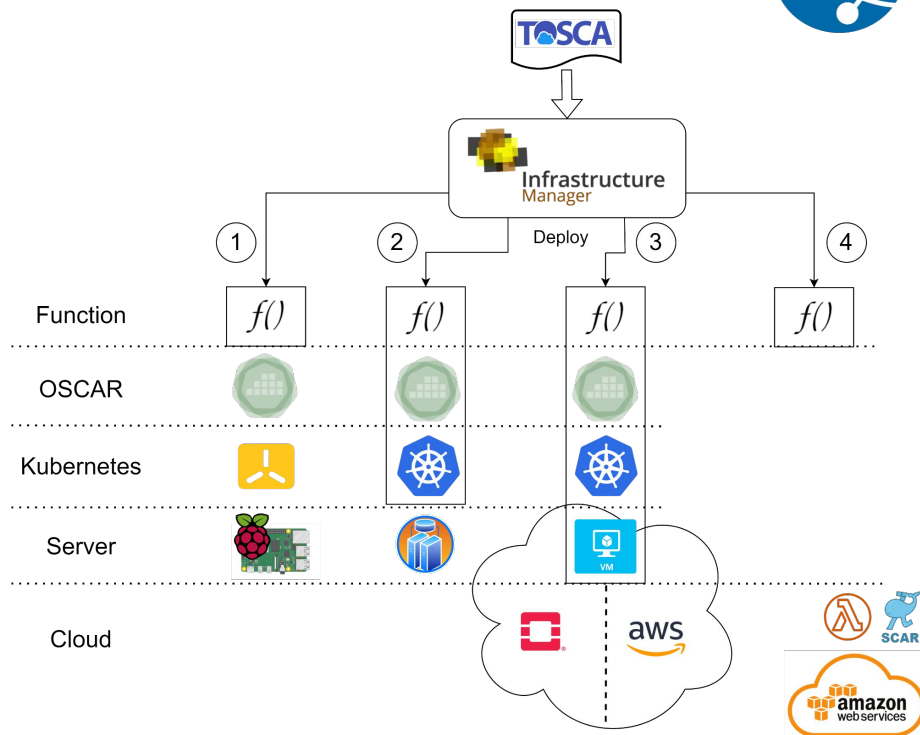 TOSCA
Infrastructure
Manager
Deploy
1
2
3
4
Function
f()
f()
f()
f()
OSCAR
Kubernetes
Server
VM
Cloud
aws
SCAR
amazon
webservices